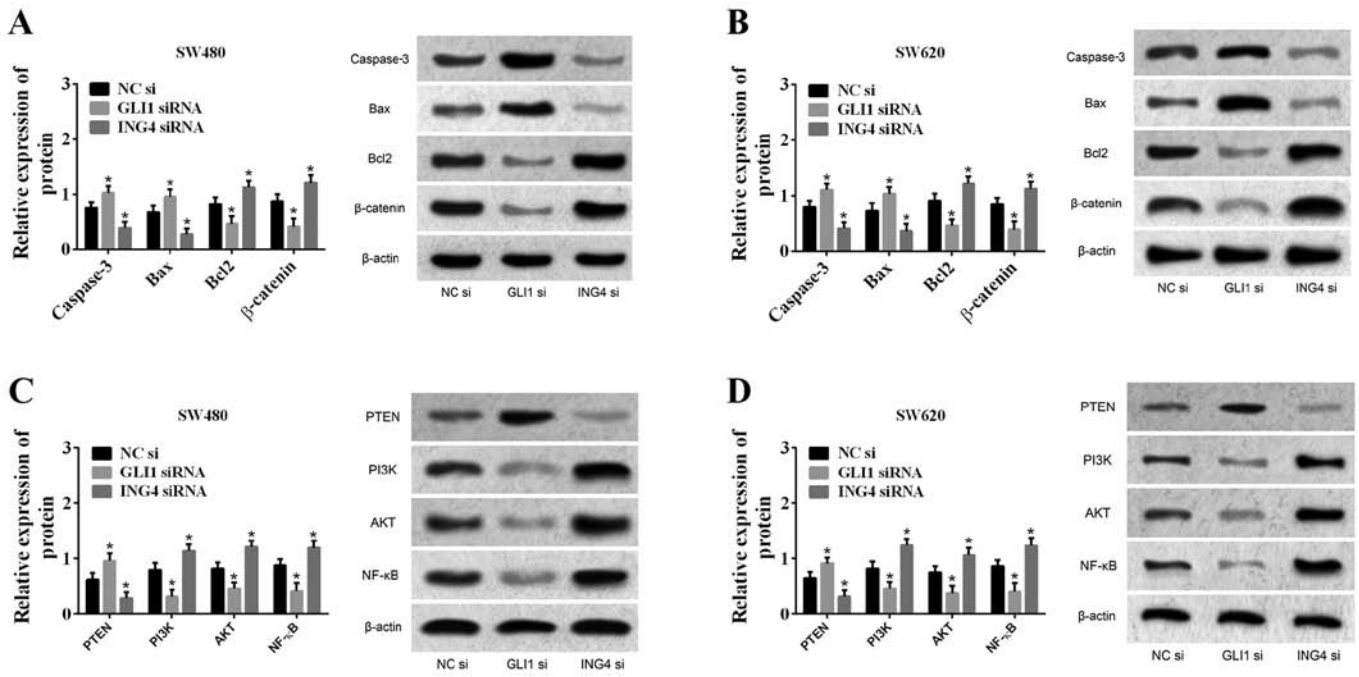 A
SW480
Relative expression of
protein
3
2
1
0
NC si
GLI1 siRNA
ING4 siRNA
* * * * * * * *
Caspase-3
Bax
Bcl2
β-catenin
Caspase-3
Bax
Bcl2
β-catenin
β-actin
NC si GLI1 si ING4 si
B
SW620
Relative expression of
protein
3
2
1
0
NC si
GLI1 siRNA
ING4 siRNA
* * * * * * * *
Caspase-3
Bax
Bcl2
β-catenin
Caspase-3
Bax
Bcl2
β-catenin
β-actin
NC si GLI1 si ING4 si
C
SW480
Relative expression of
protein
3
2
1
0
NC si
GLI1 siRNA
ING4 siRNA
* * * * * * * *
PTEN
PI3K
AKT
NF-κB
PTEN
PI3K
AKT
NF-κB
β-actin
NC si GLI1 si ING4 si
D
SW620
Relative expression of
protein
3
2
1
0
NC si
GLI1 siRNA
ING4 siRNA
* * * * * * * *
PTEN
PI3K
AKT
NF-κB
PTEN
PI3K
AKT
NF-κB
β-actin
NC si GLI1 si ING4 si